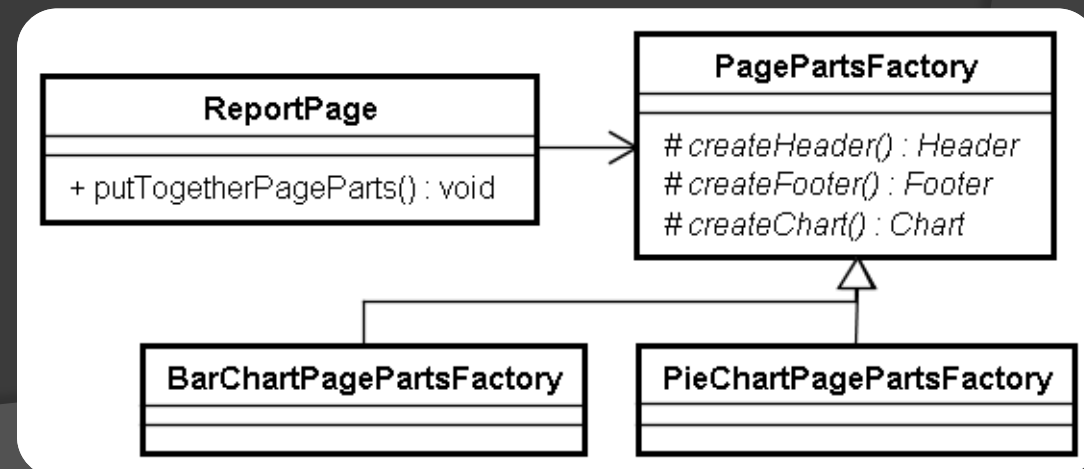 ReportPage
+ putTogetherPageParts() : void
PagePartsFactory
# createHeader() : Header
# createFooter() : Footer
# createChart() : Chart
BarChartPagePartsFactory
PieChartPagePartsFactory